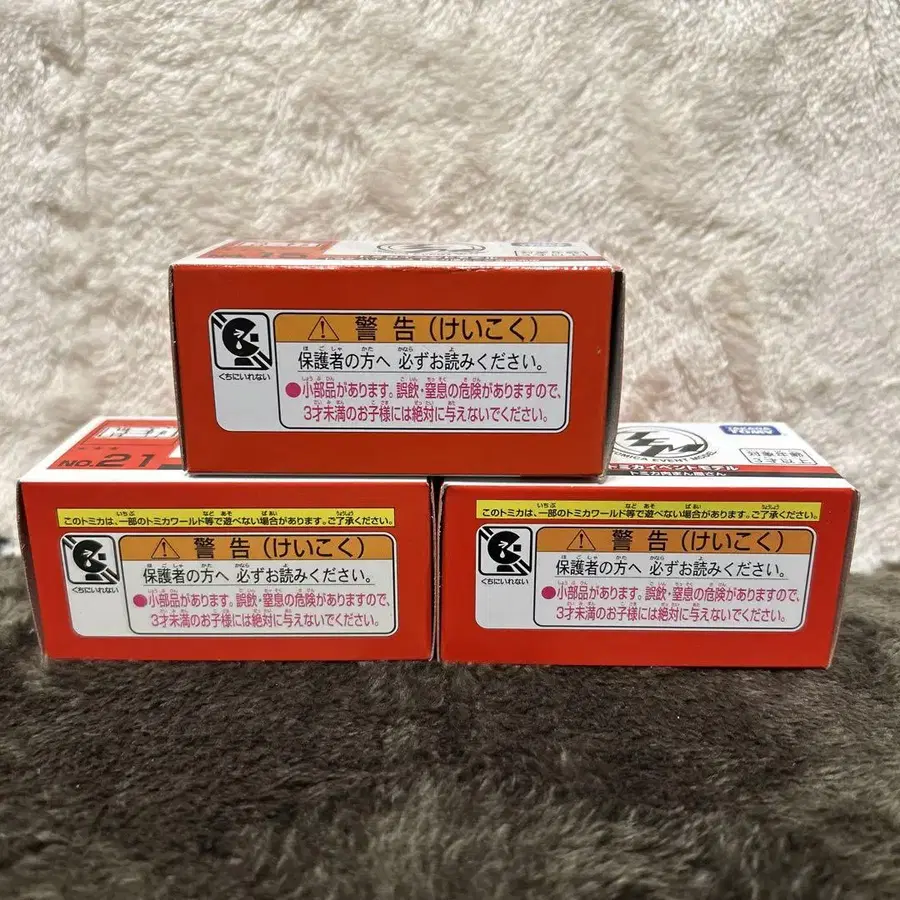 警告(けいこく)
保護者の方へ 必ずお読みください。
くちにいれない
●小部品があります。誤飲・窒息の危険がありますので、
3才未満のお子様には絶対に与えないでください。
NO.21
このトミカは、一部のトミカワールド等で遊べない場合があります。ご了承ください。
警告(けいこく)
保護者の方へ 必ずお読みください。
くちにいれない
●小部品があります。誤飲・窒息の危険がありますので、
3才未満のお子様には絶対に与えないでください。
TAKARA TOMY
TOMICA EVENT MODEL
トミカイベントモデル
このトミカは、一部のトミカワールド等で遊べない場合があります。ご了承ください。
警告(けいこく)
保護者の方へ 必ずお読みください。
くちにいれない
●小部品があります。誤飲・窒息の危険がありますので、
3才未満のお子様には絶対に与えないでください。